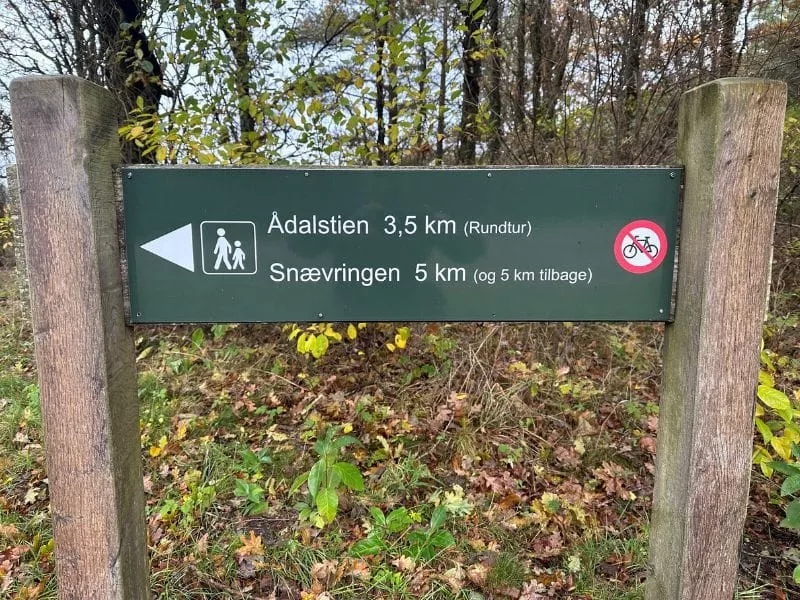 Ådalstien 3,5 km (Rundtur)
Snævringen 5 km (og 5 km tilbage)